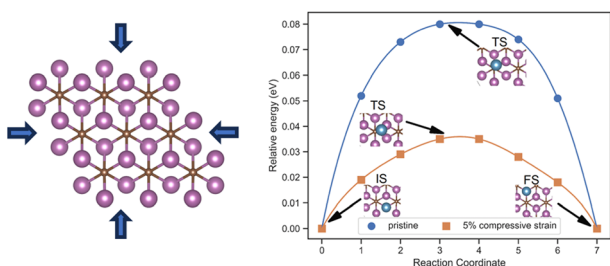 0.08
0.07
0.06
0.05
0.04
0.03
0.02
0.01
0.00
Relative energy (eV)
TS
TS
IS
FS
pristine
5% compressive strain
0 1 2 3 4 5 6 7
Reaction Coordinate